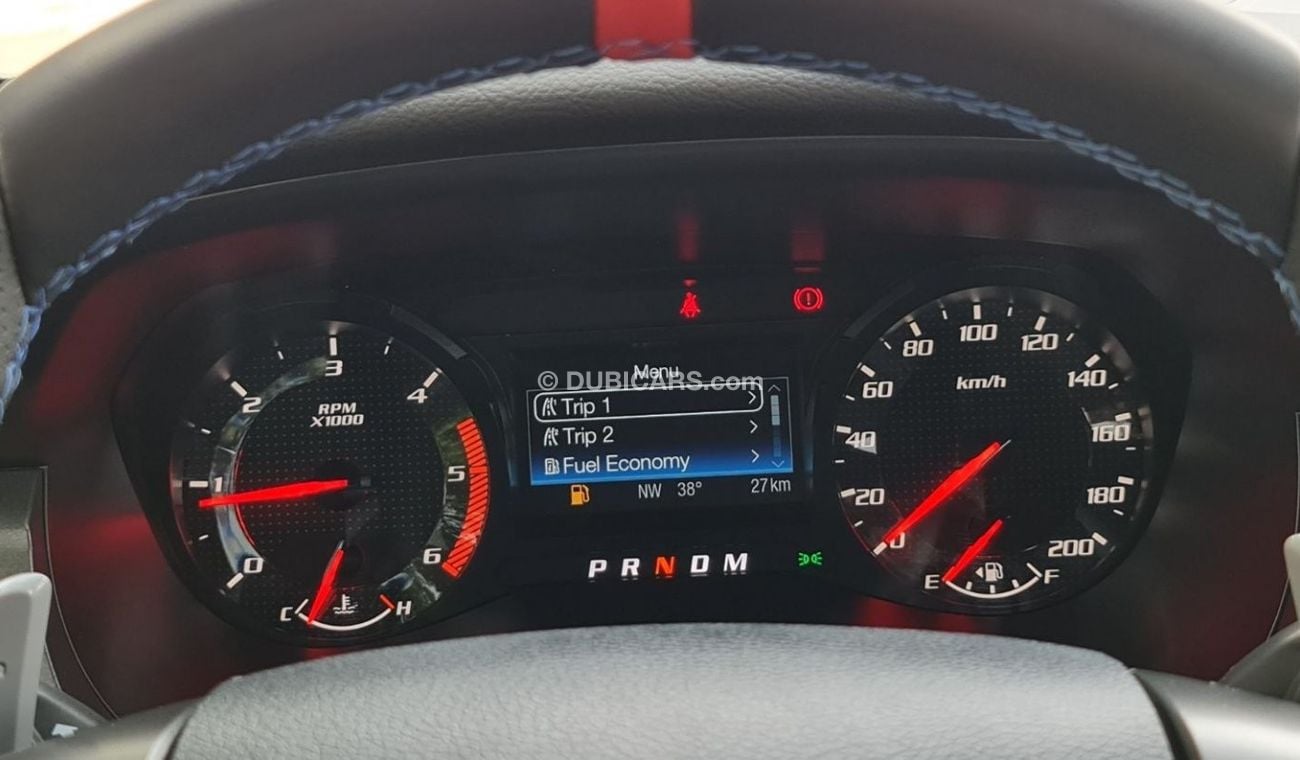 Menu
© DUBICARS.com
Trip 1
Trip 2
Fuel Economy
NW 38° 27 km
P R N D M
RPM
X1000
0 1 2 3 4 5 6
C H
km/h
0 20 40 60 80 100 120 140 160 180 200
E F